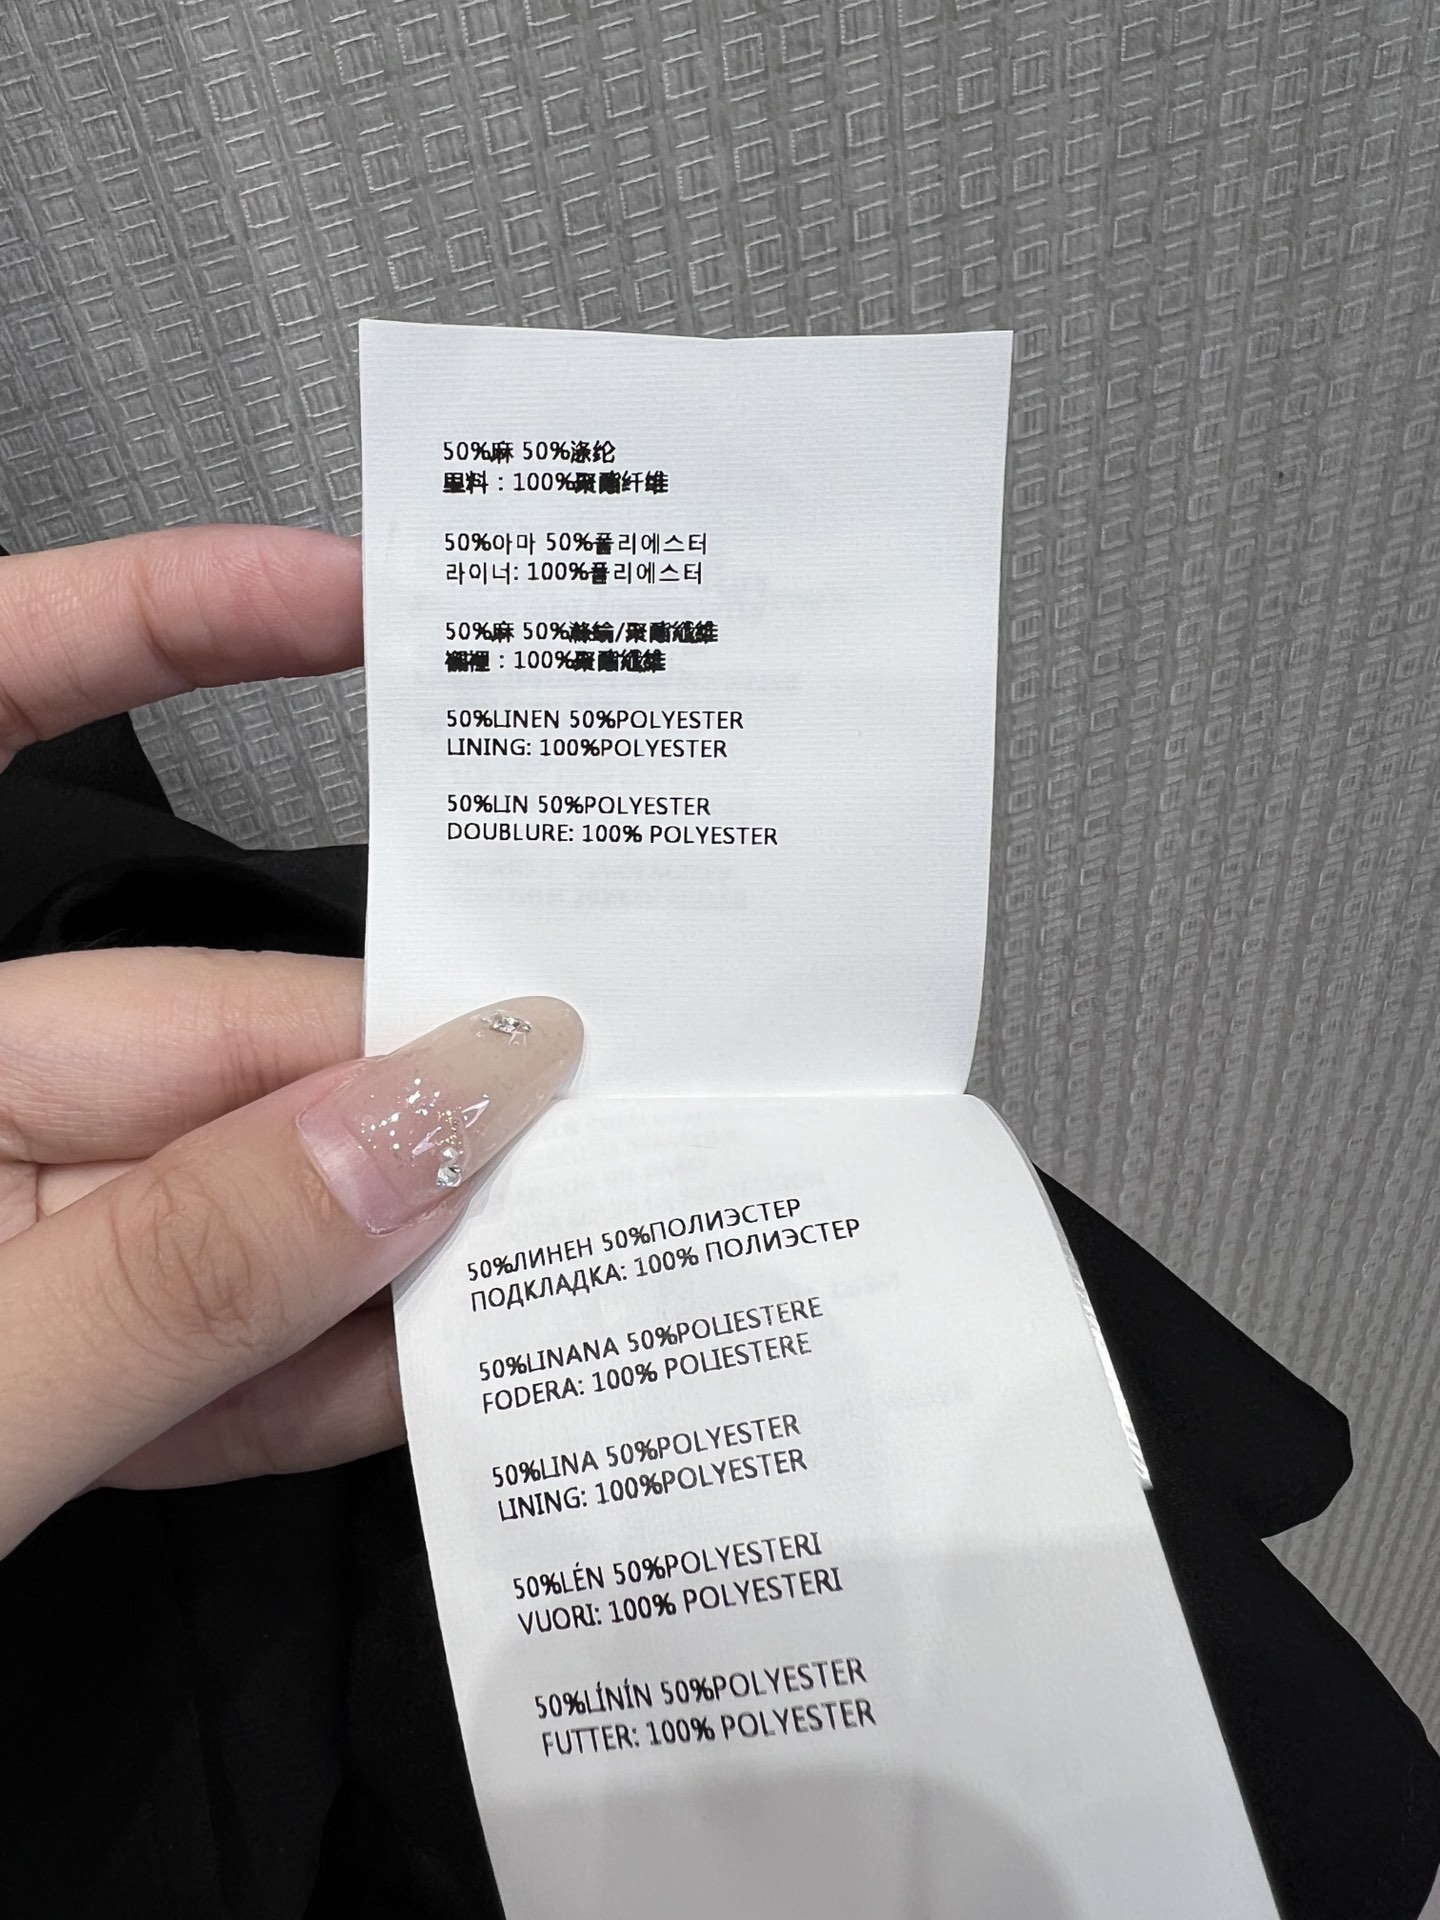 50%麻 50%涤纶
里料：100%聚酯纤维
50%아마 50%폴리에스터
라이너: 100%폴리에스터
50%麻 50%滌綸/聚酯纖維
襯裡：100%聚酯纖維
50%LINEN 50%POLYESTER
LINING: 100%POLYESTER
50%LIN 50%POLYESTER
DOUBLURE: 100% POLYESTER
50%ЛИНЕН 50%ПОЛИЭСТЕР
ПОДКЛАДКА: 100% ПОЛИЭСТЕР
50%LINANA 50%POLIESTERE
FODERA: 100% POLIESTERE
50%LINA 50%POLYESTER
LINING: 100%POLYESTER
50%LÉN 50%POLYESTERI
VUORI: 100% POLYESTERI
50%LÍNÍN 50%POLYESTER
FUTTER: 100% POLYESTER